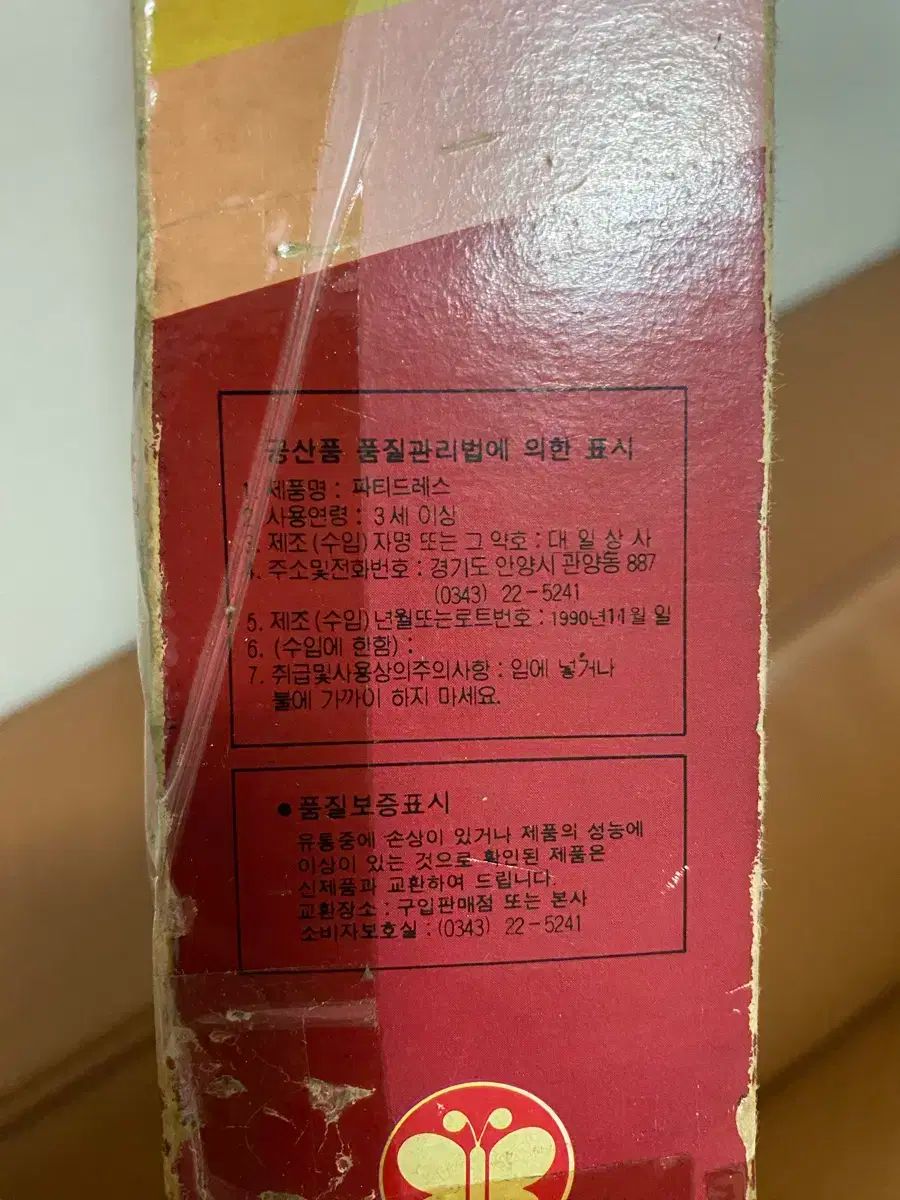 공산품 품질관리법에 의한 표시
1. 제품명 : 파티드레스
2. 사용연령 : 3세 이상
3. 제조(수입)자명 또는 그 약호 : 대일상사
4. 주소및전화번호 : 경기도 안양시 관양동 887
(0343) 22-5241
5. 제조(수입)년월또는로트번호 : 1990년11월 일
6. (수입에 한함) :
7. 취급및사용상의주의사항 : 입에 넣거나
불에 가까이 하지 마세요.
● 품질보증표시
유통중에 손상이 있거나 제품의 성능에
이상이 있는 것으로 확인된 제품은
신제품과 교환하여 드립니다.
교환장소 : 구입판매점 또는 본사
소비자보호실 : (0343) 22-5241